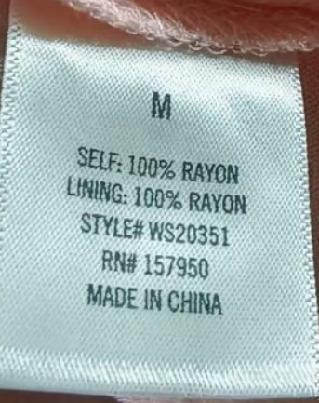 M
SELF: 100% RAYON
LINING: 100% RAYON
STYLE# WS20351
RN# 157950
MADE IN CHINA